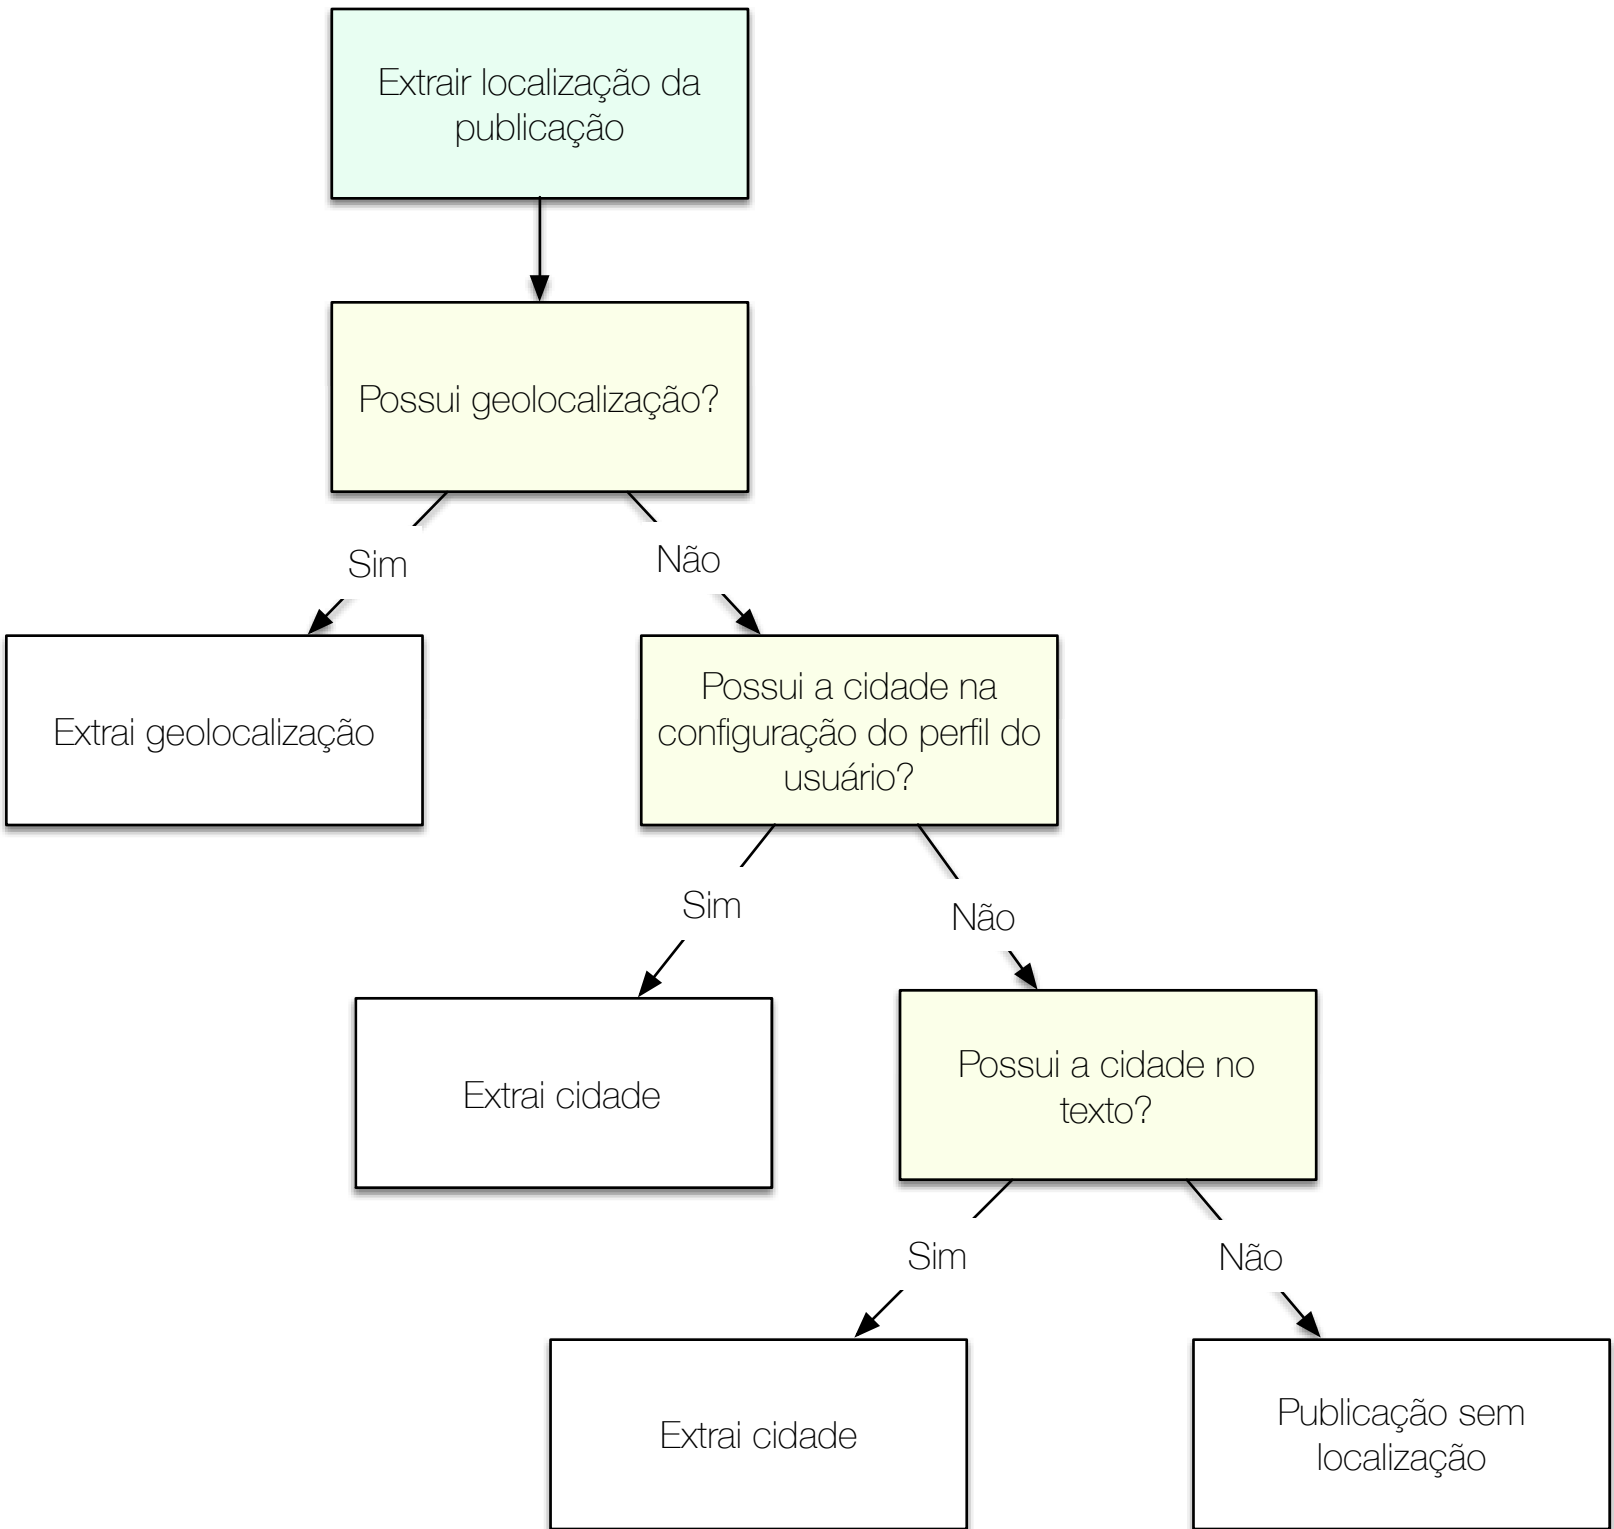 Extrair localização da
publicação
Possui geolocalização?
Sim
Não
Extrai geolocalização
Possui a cidade na
configuração do perfil do
usuário?
Sim
Não
Extrai cidade
Possui a cidade no
texto?
Sim
Não
Extrai cidade
Publicação sem
localização